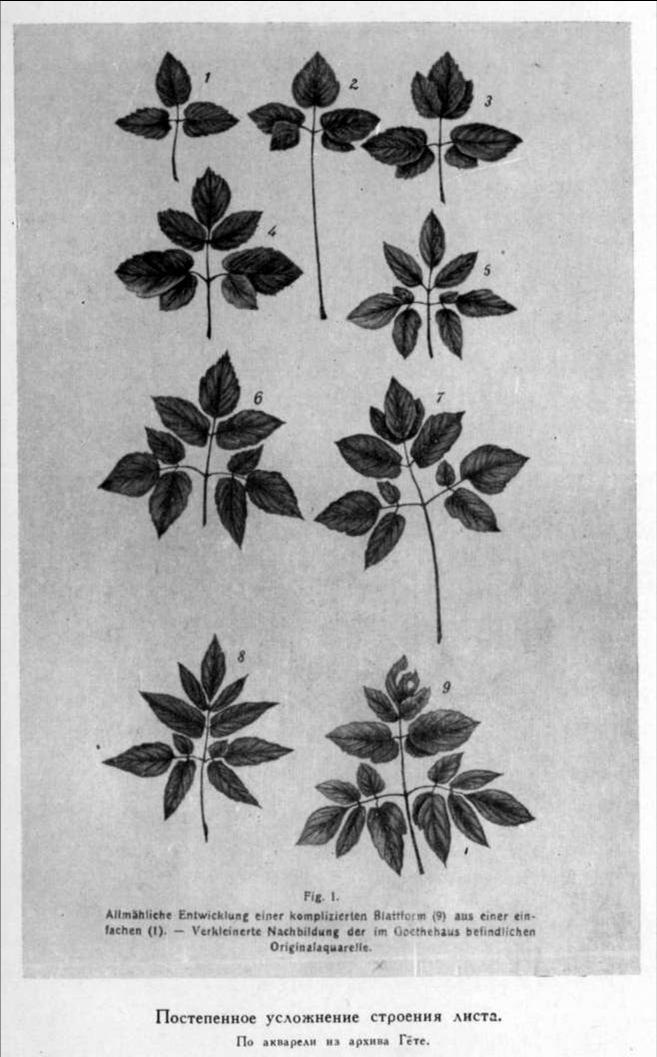 1
2
3
4
5
6
7
8
9
Fig. 1.
Allmähliche Entwicklung einer komplizierten Blattform (9) aus einer ein-
fachen (1). — Verkleinerte Nachbildung der im Goethehaus befindlichen
Originalaquarelle.
Постепенное усложнение строения листа.
По акварели из архива Гёте.